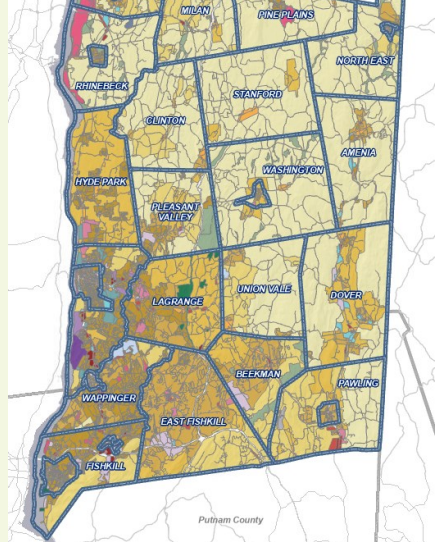 MILAN
PINE PLAINS
NORTH EAST
RHINEBECK
STANFORD
CLINTON
AMENIA
WASHINGTON
HYDE PARK
PLEASANT
VALLEY
UNION VALE
DOVER
LAGRANGE
BEEKMAN
PAWLING
WAPPINGER
EAST FISHKILL
FISHKILL
Putnam County